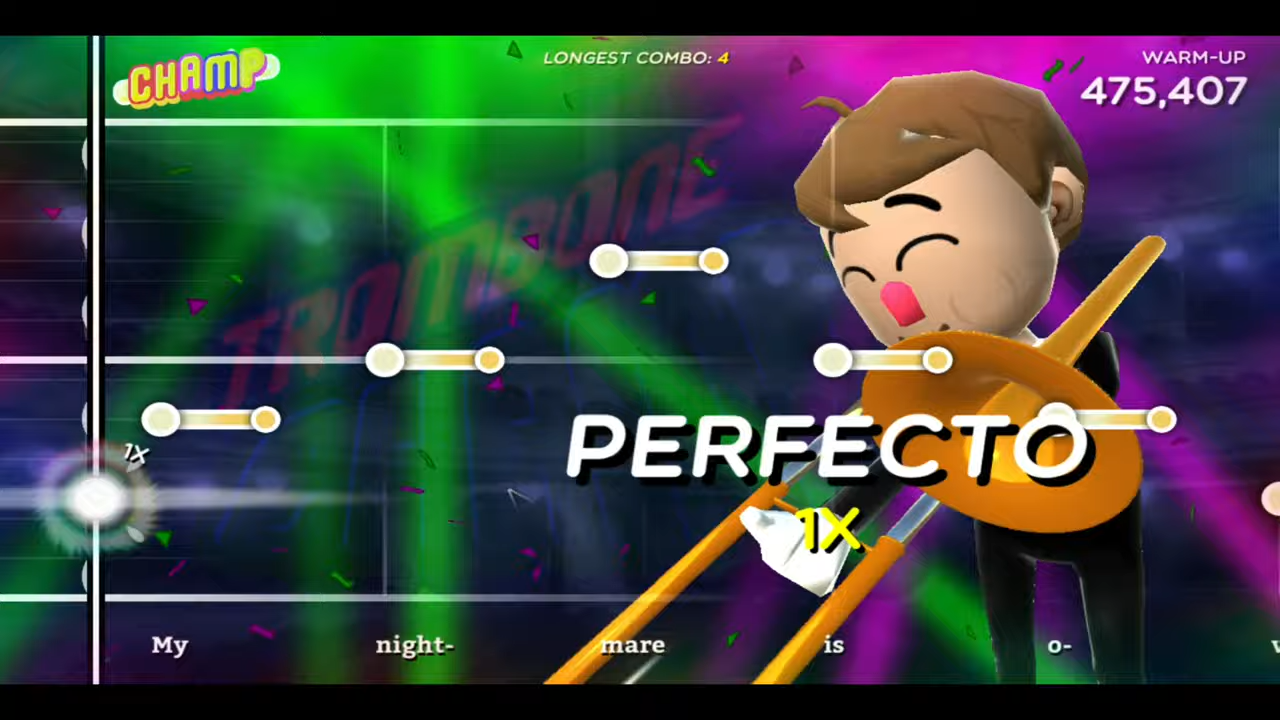 CHAMP
LONGEST COMBO: 4
WARM-UP
475,407
TROMBONE
1X
PERFECTO
1X
My night- mare is o-